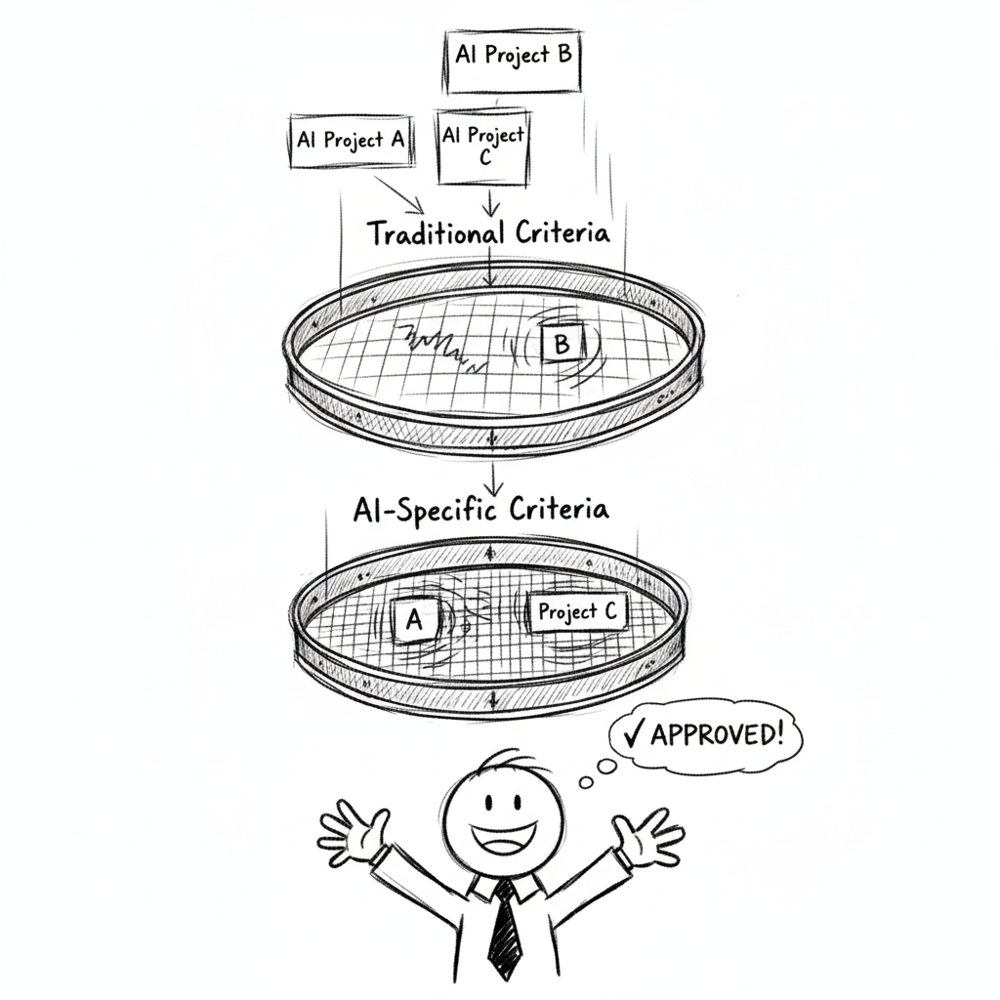 AI Project B
AI Project A
AI Project
C
Traditional Criteria
B
AI-Specific Criteria
A
Project C
✓ APPROVED!